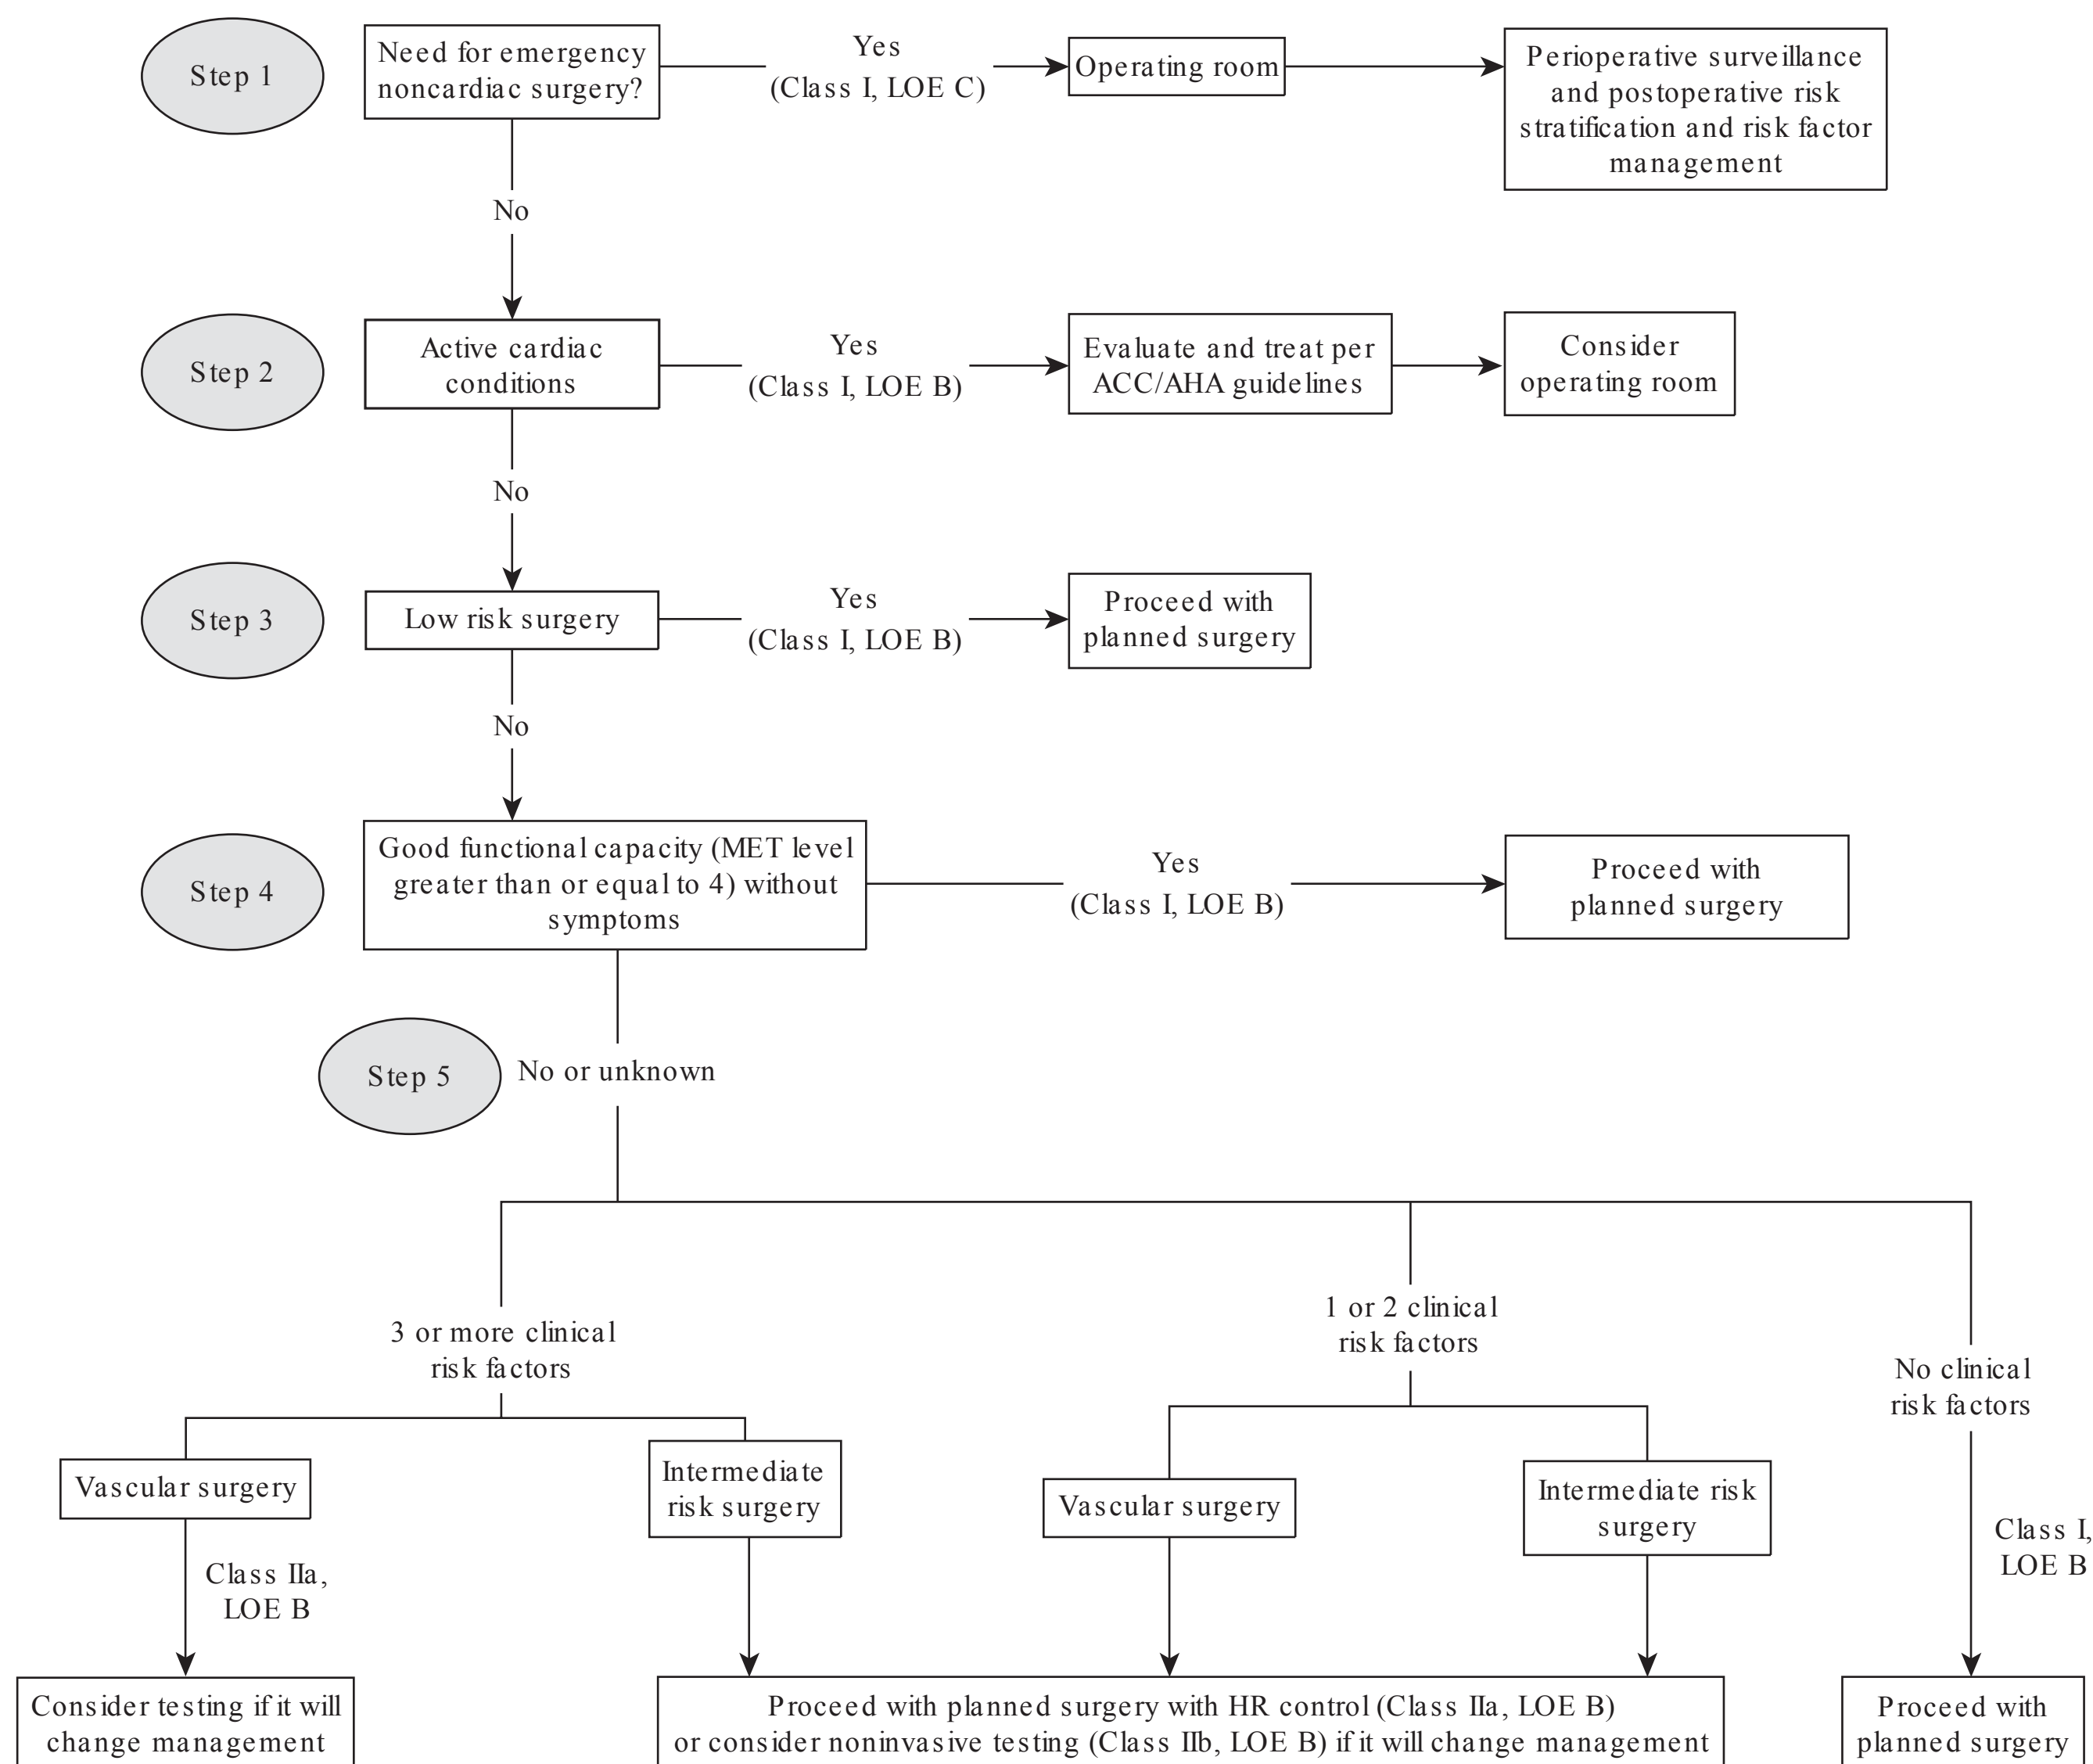 Step 1
Need for emergency
noncardiac surgery?
Yes
(Class I, LOE C)
Operating room
Perioperative surveillance
and postoperative risk
stratification and risk factor
management
No
Step 2
Active cardiac
conditions
Yes
(Class I, LOE B)
Evaluate and treat per
ACC/AHA guidelines
Consider
operating room
No
Step 3
Low risk surgery
Yes
(Class I, LOE B)
Proceed with
planned surgery
No
Step 4
Good functional capacity (MET level
greater than or equal to 4) without
symptoms
Yes
(Class I, LOE B)
Proceed with
planned surgery
Step 5
No or unknown
3 or more clinical
risk factors
1 or 2 clinical
risk factors
No clinical
risk factors
Vascular surgery
Intermediate
risk surgery
Vascular surgery
Intermediate risk
surgery
Class IIa,
LOE B
Class I,
LOE B
Consider testing if it will
change management
Proceed with planned surgery with HR control (Class IIa, LOE B)
or consider noninvasive testing (Class IIb, LOE B) if it will change management
Proceed with
planned surgery